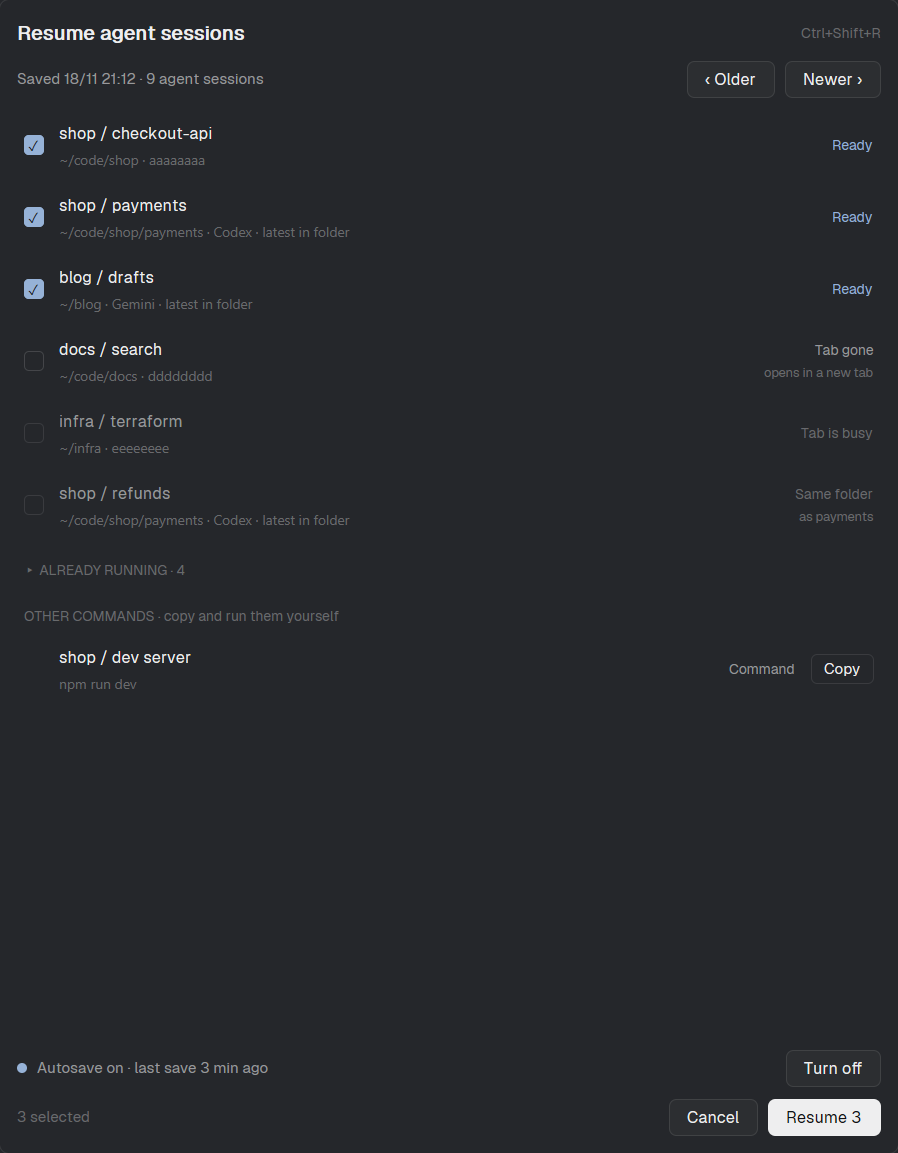 Resume agent sessions
Ctrl+Shift+R
Saved 18/11 21:12 · 9 agent sessions
‹ Older
Newer ›
shop / checkout-api
~/code/shop · aaaaaaaa
Ready
shop / payments
~/code/shop/payments · Codex · latest in folder
Ready
blog / drafts
~/blog · Gemini · latest in folder
Ready
docs / search
~/code/docs · dddddddd
Tab gone
opens in a new tab
infra / terraform
~/infra · eeeeeeee
Tab is busy
shop / refunds
~/code/shop/payments · Codex · latest in folder
Same folder
as payments
▸ ALREADY RUNNING · 4
OTHER COMMANDS · copy and run them yourself
shop / dev server
npm run dev
Command
Copy
Autosave on · last save 3 min ago
Turn off
3 selected
Cancel
Resume 3